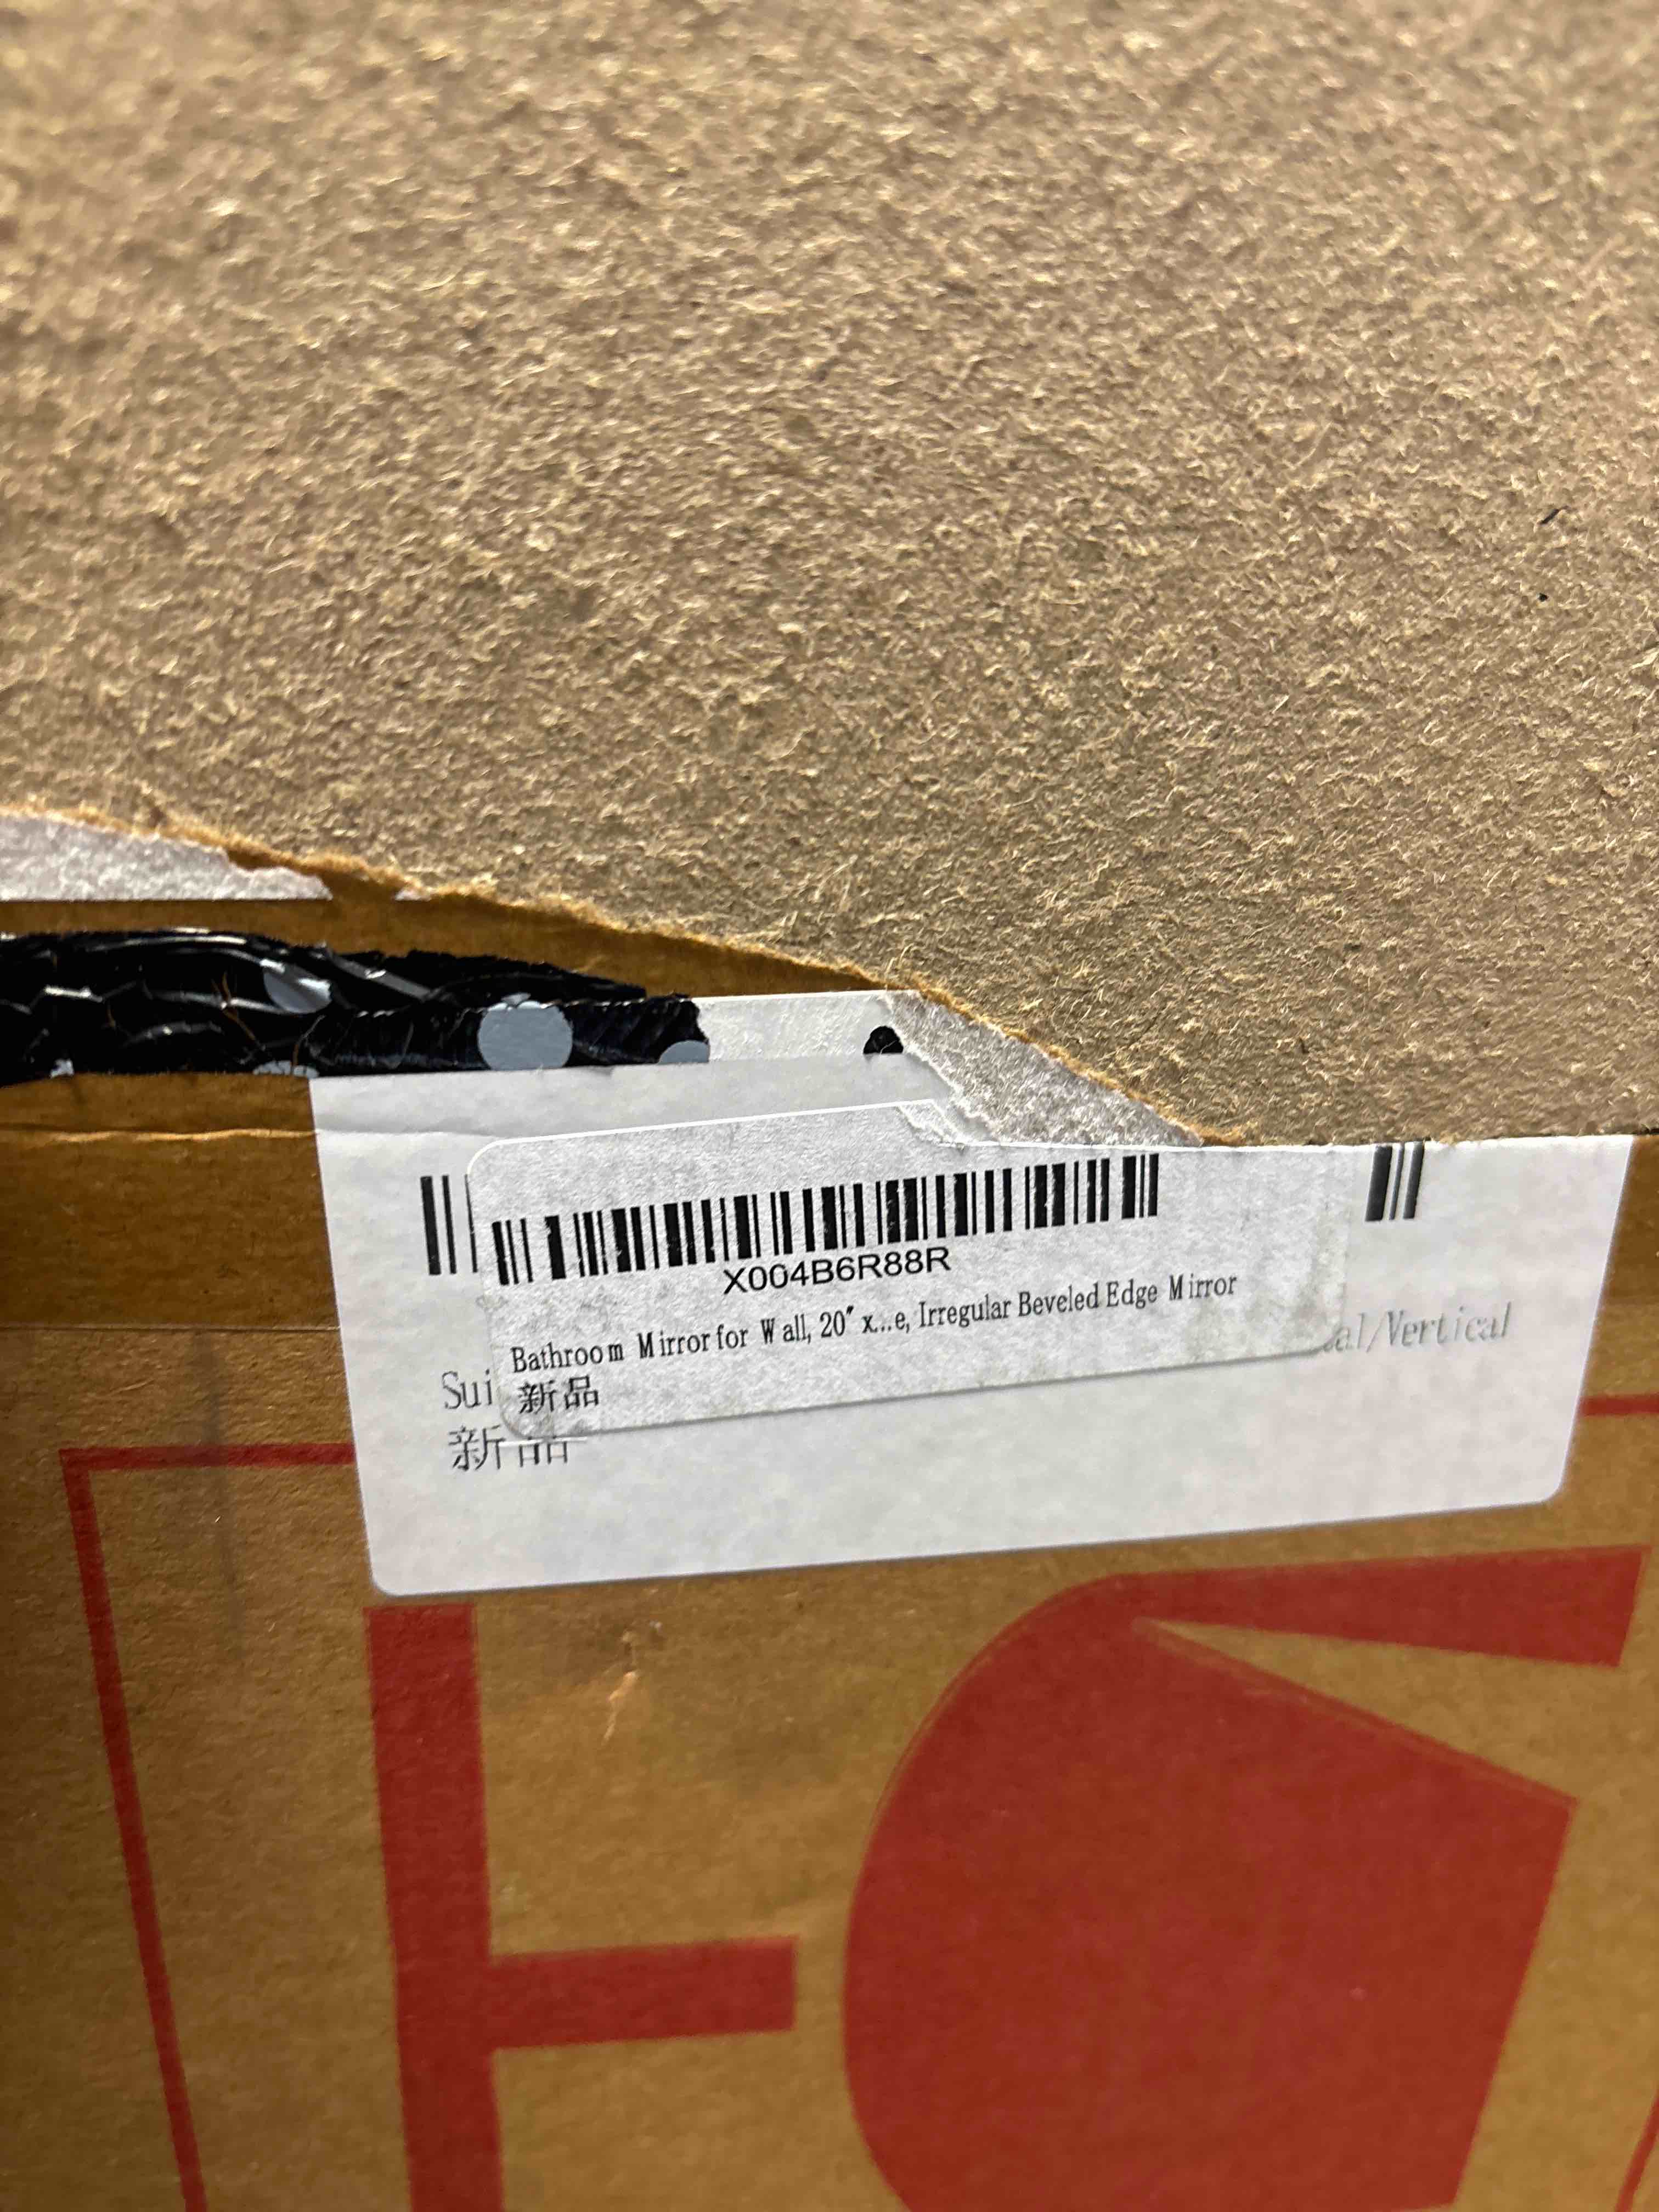 X004B6R88R
Bathroom Mirror for Wall, 20" x...e, Irregular Beveled Edge Mirror
新品
Sui al/Vertical
新品